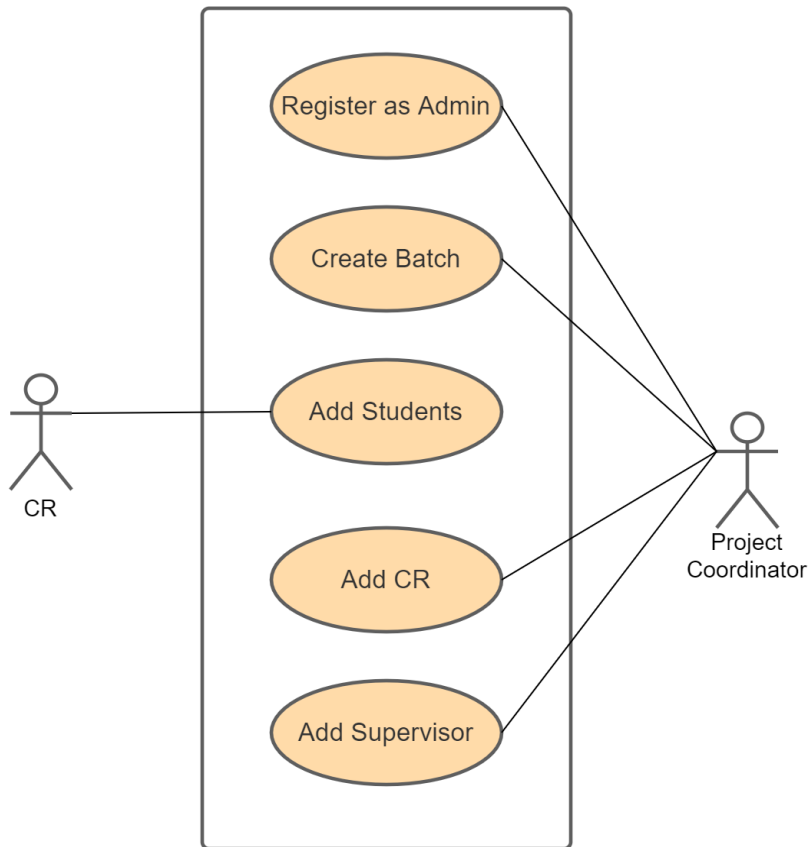 Register as Admin
Create Batch
Add Students
CR
Add CR
Project
Coordinator
Add Supervisor